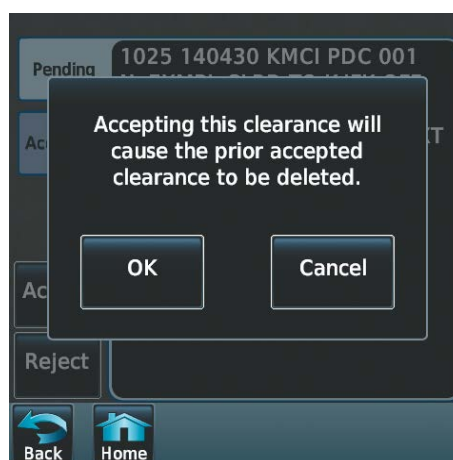 Pending
1025 140430 KMCI PDC 001
Accepting this clearance will
cause the prior accepted
clearance to be deleted.
OK
Cancel
Reject
Back
Home